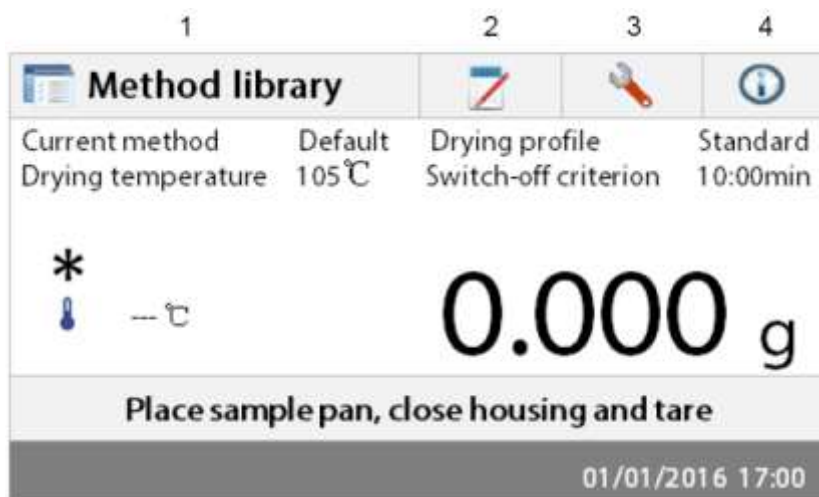 1 2 3 4
Method library
Current method Default Drying profile Standard
Drying temperature 105℃ Switch-off criterion 10:00min
*
--- ℃ 0.000 g
Place sample pan, close housing and tare
01/01/2016 17:00